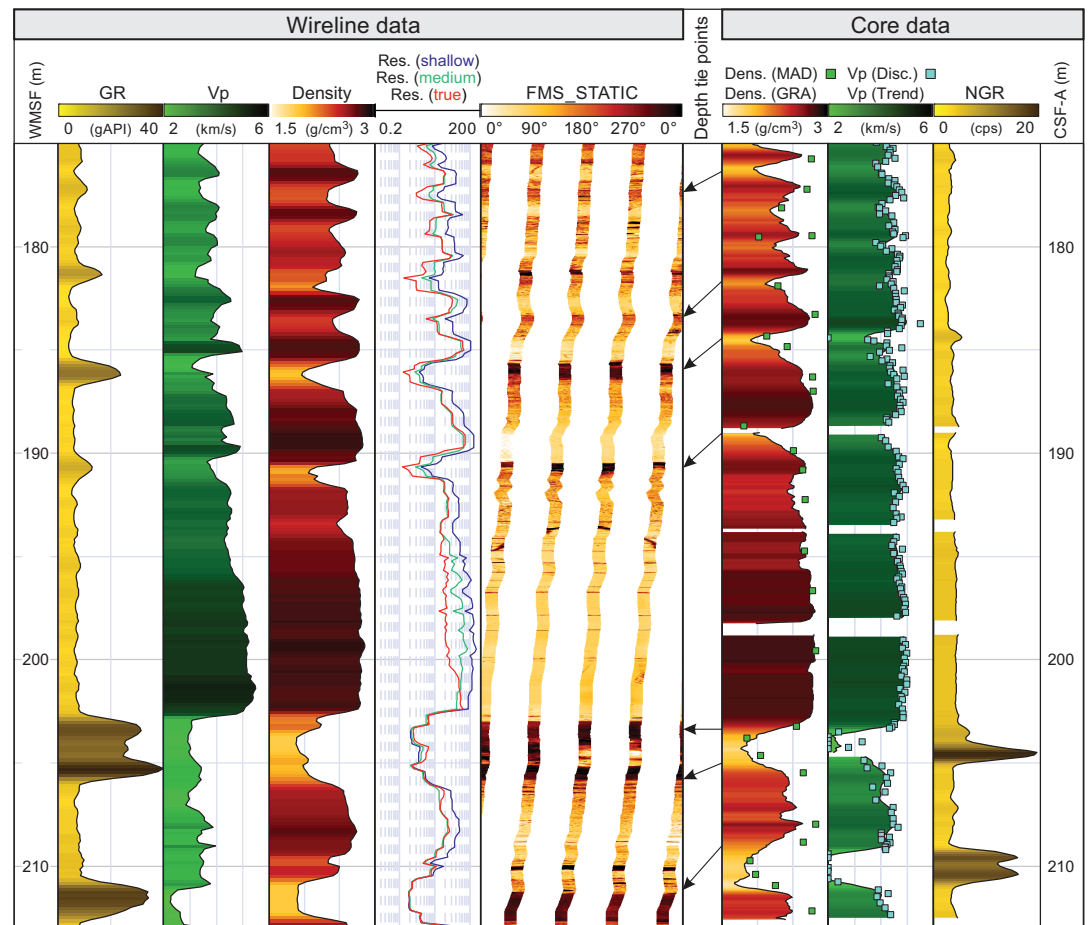 Wireline data
Core data
Depth tie points
WMSF (m)
GR
0 (gAPI) 40
Vp
2 (km/s) 6
Density
1.5 (g/cm³) 3
Res. (shallow)
Res. (medium)
Res. (true)
0.2 200
FMS_STATIC
0° 90° 180° 270° 0°
Dens. (MAD)
Dens. (GRA)
1.5 (g/cm³) 3
Vp (Disc.)
Vp (Trend)
2 (km/s) 6
NGR
0 (cps) 20
CSF-A (m)
180 180
190 190
200 200
210 210